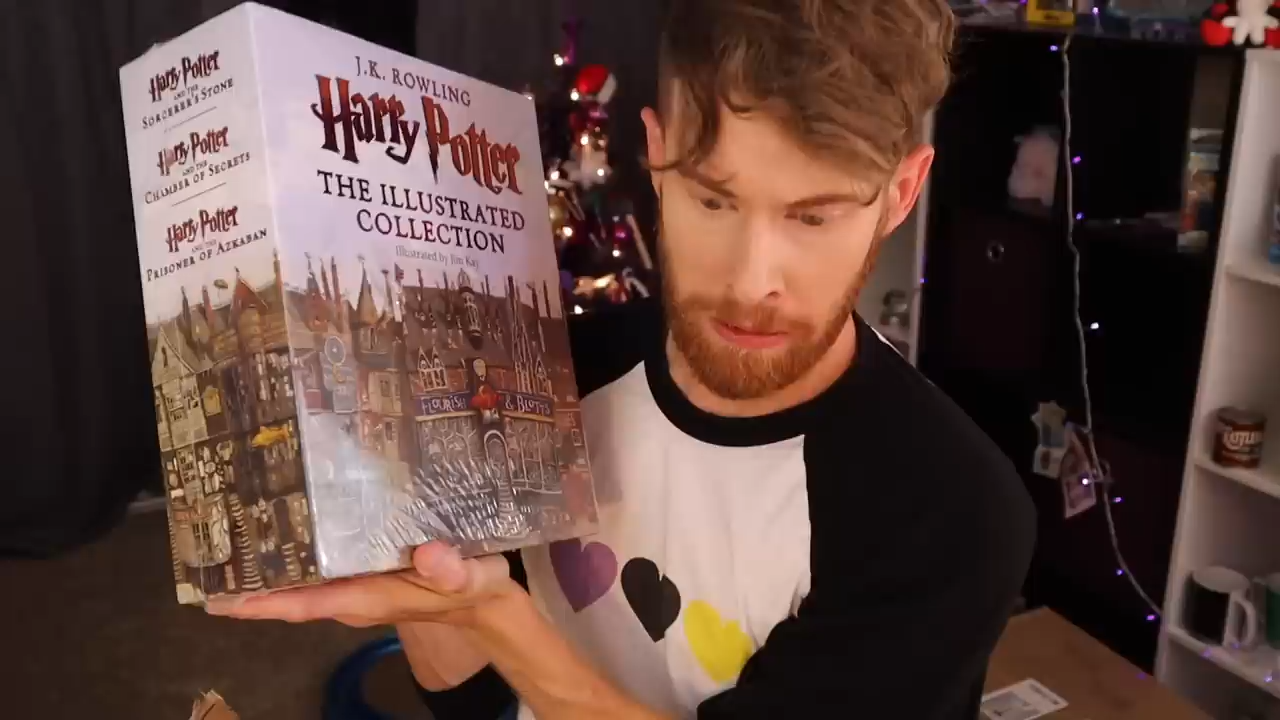 Harry Potter
AND THE
SORCERER'S STONE
Harry Potter
AND THE
CHAMBER OF SECRETS
Harry Potter
AND THE
PRISONER OF AZKABAN
J.K. ROWLING
Harry Potter
THE ILLUSTRATED
COLLECTION
Illustrated by Jim Kay
FLOURISH & BLOTTS